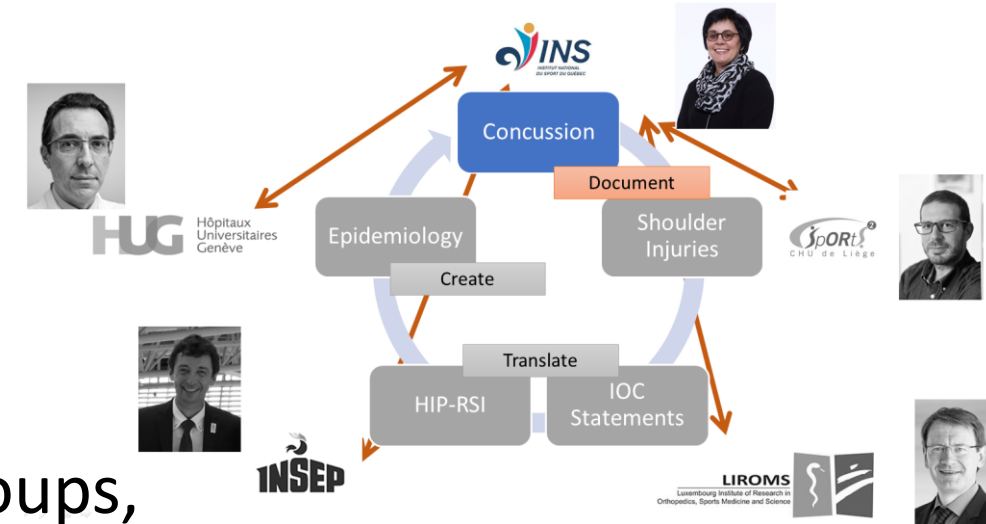 INS
INSTITUT NATIONAL
DU SPORT DU QUÉBEC
Concussion
Document
HUG
Hôpitaux
Universitaires
Genève
Epidemiology
Shoulder
Injuries
SpORtS²
CHU de Liège
Create
Translate
HIP-RSI
IOC
Statements
INSEP
LIROMS
Luxembourg Institute of Research in
Orthopedics, Sports Medicine and Science
oups,